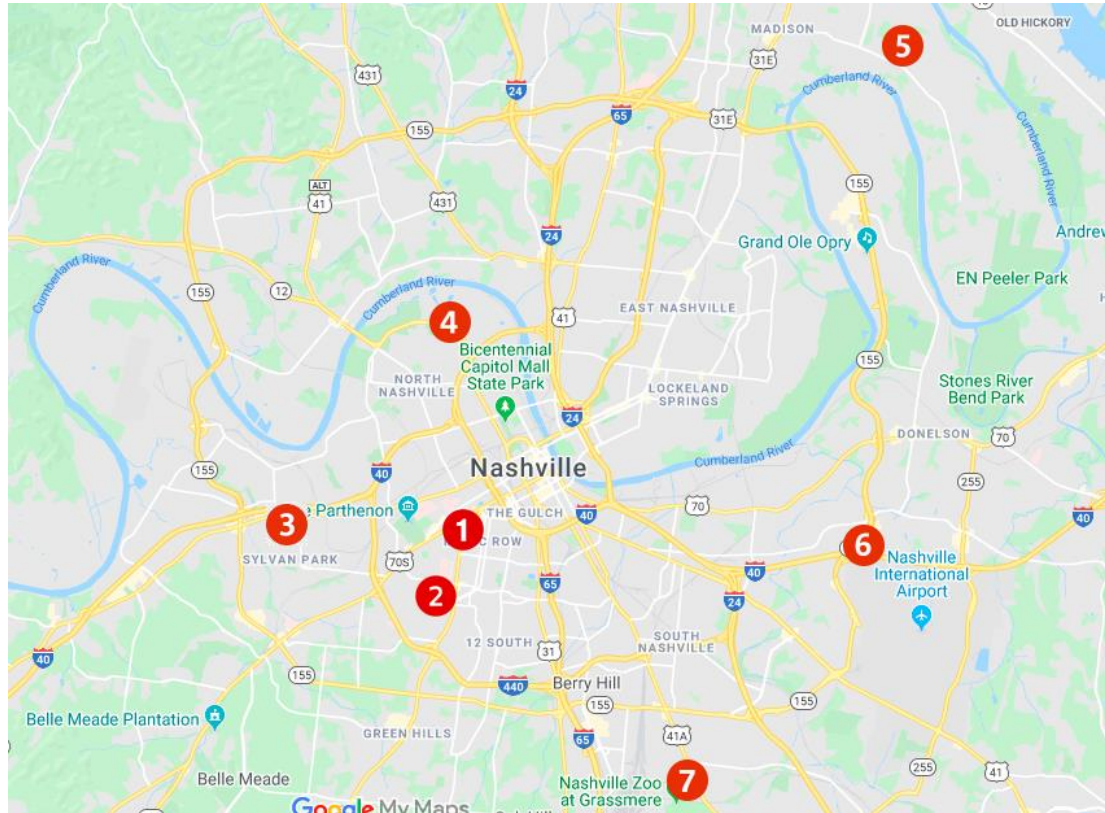 OLD HICKORY
MADISON
5
31E
431
24
Cumberland River
65
31E
155
Cumberland River
155
ALT
41
431
24
Grand Ole Opry
Andrew
Cumberland River
155
12
Cumberland River
EN Peeler Park
4
41
EAST NASHVILLE
Bicentennial
Capitol Mall
State Park
155
NORTH
NASHVILLE
LOCKELAND
SPRINGS
Stones River
Bend Park
24
DONELSON
70
Cumberland River
155
40
Nashville
255
70
3
Parthenon
THE GULCH
40
40
1
ROW
6
SYLVAN PARK
70S
40
Nashville
International
Airport
65
24
2
12 SOUTH
31
SOUTH
NASHVILLE
40
155
440
Berry Hill
155
155
Belle Meade Plantation
GREEN HILLS
65
41A
255
41
Belle Meade
7
Nashville Zoo
at Grassmere
Google My Maps